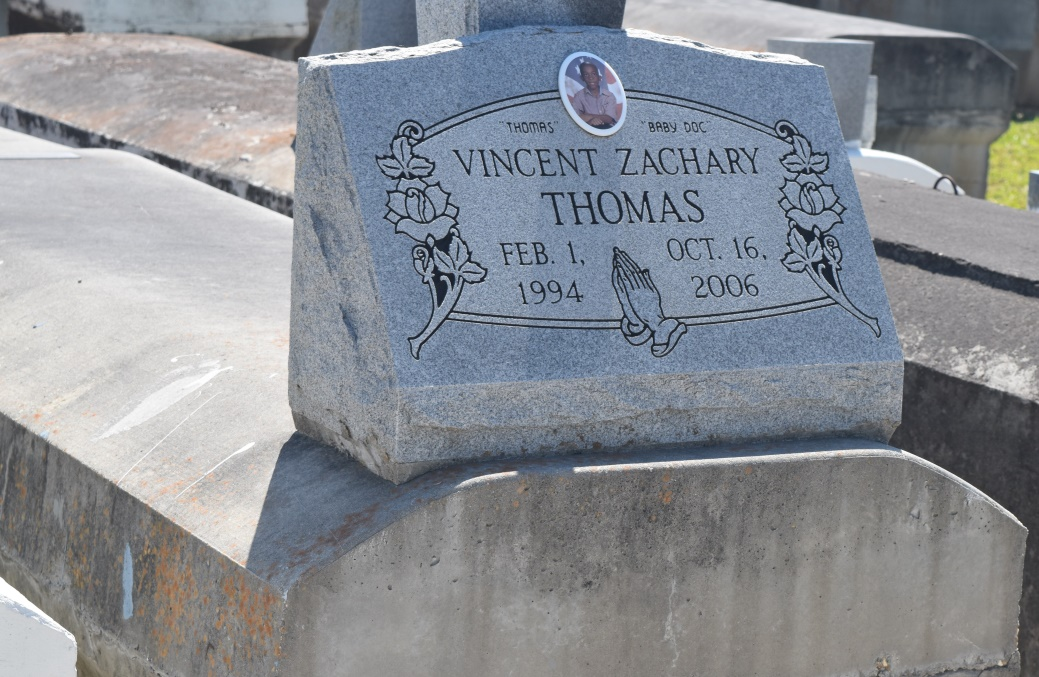 "THOMAS" "BABY DOC"
VINCENT ZACHARY
THOMAS
FEB. 1, OCT. 16,
1994 2006